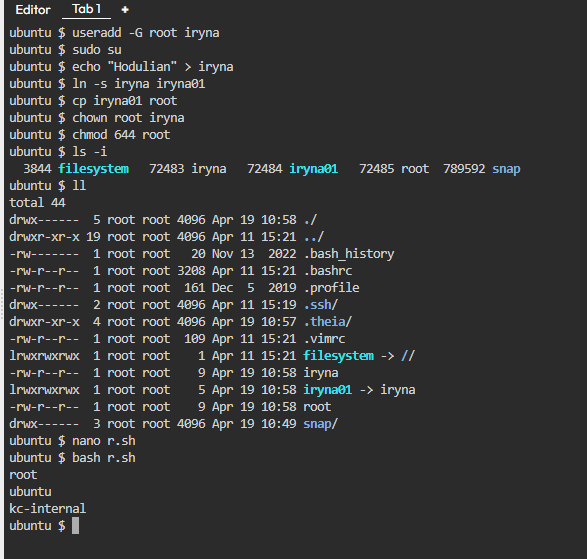 Editor Tab 1 +
ubuntu $ useradd -G root iryna
ubuntu $ sudo su
ubuntu $ echo "Hodulian" > iryna
ubuntu $ ln -s iryna iryna01
ubuntu $ cp iryna01 root
ubuntu $ chown root iryna
ubuntu $ chmod 644 root
ubuntu $ ls -i
  3844 filesystem   72483 iryna   72484 iryna01   72485 root  789592 snap
ubuntu $ ll
total 44
drwx------  5 root root 4096 Apr 19 10:58 ./
drwxr-xr-x 19 root root 4096 Apr 11 15:21 ../
-rw-------  1 root root   20 Nov 13  2022 .bash_history
-rw-r--r--  1 root root 3208 Apr 11 15:21 .bashrc
-rw-r--r--  1 root root  161 Dec  5  2019 .profile
drwx------  2 root root 4096 Apr 11 15:19 .ssh/
drwxr-xr-x  4 root root 4096 Apr 19 10:57 .theia/
-rw-r--r--  1 root root  109 Apr 11 15:21 .vimrc
lrwxrwxrwx  1 root root    1 Apr 11 15:21 filesystem -> //
-rw-r--r--  1 root root    9 Apr 19 10:58 iryna
lrwxrwxrwx  1 root root    5 Apr 19 10:58 iryna01 -> iryna
-rw-r--r--  1 root root    9 Apr 19 10:58 root
drwx------  3 root root 4096 Apr 19 10:49 snap/
ubuntu $ nano r.sh
ubuntu $ bash r.sh
root
ubuntu
kc-internal
ubuntu $